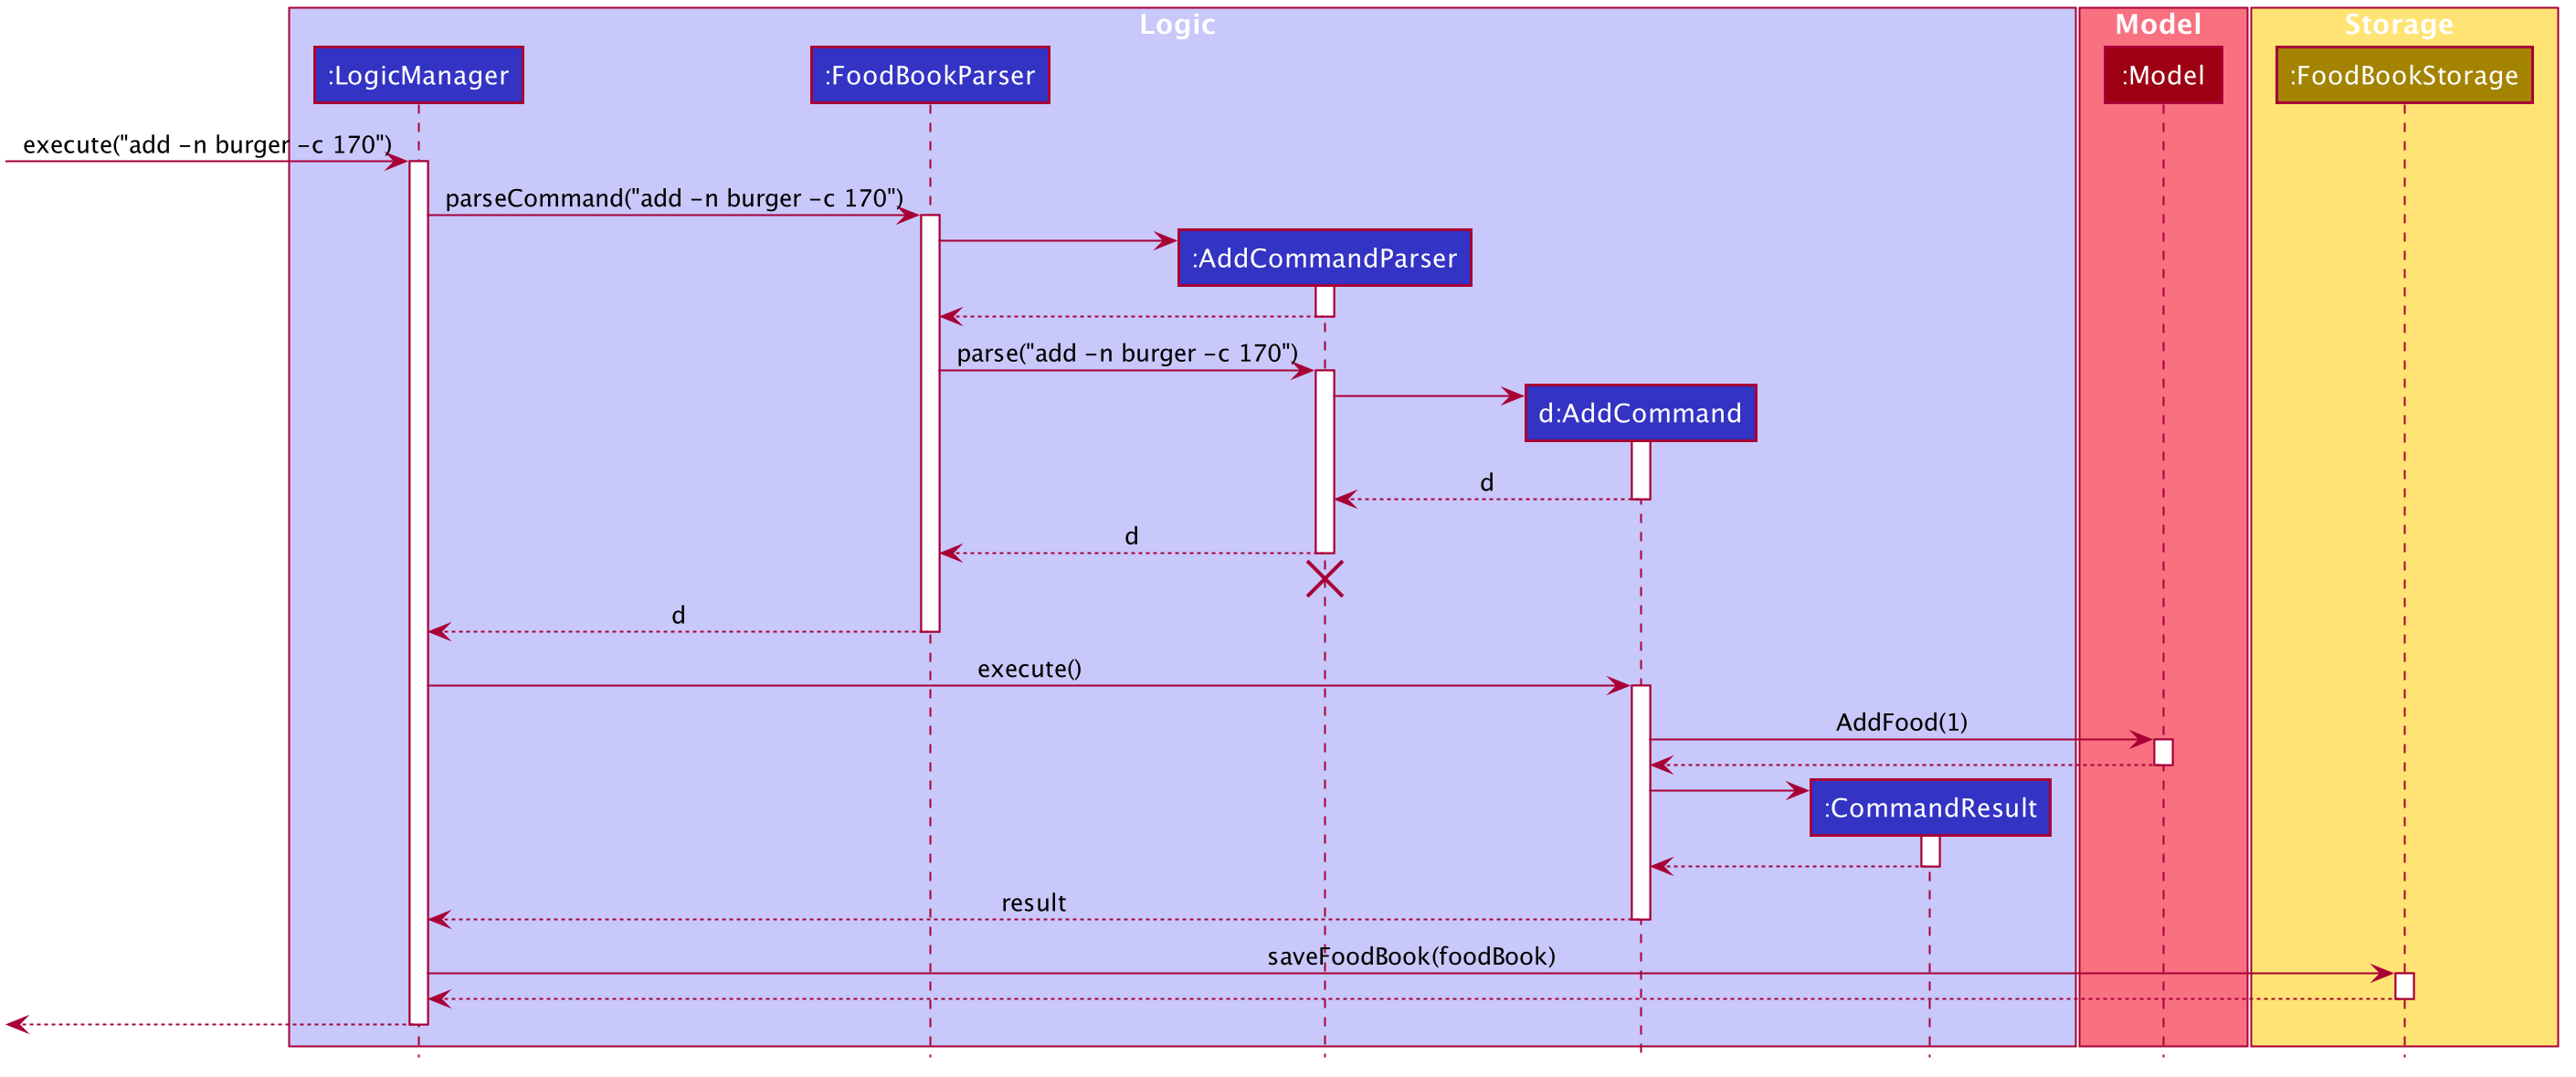 Logic
Model
Storage
:LogicManager
:FoodBookParser
:Model
:FoodBookStorage
execute("add -n burger -c 170")
parseCommand("add -n burger -c 170")
:AddCommandParser
parse("add -n burger -c 170")
d:AddCommand
d
d
d
execute()
AddFood(1)
:CommandResult
result
saveFoodBook(foodBook)